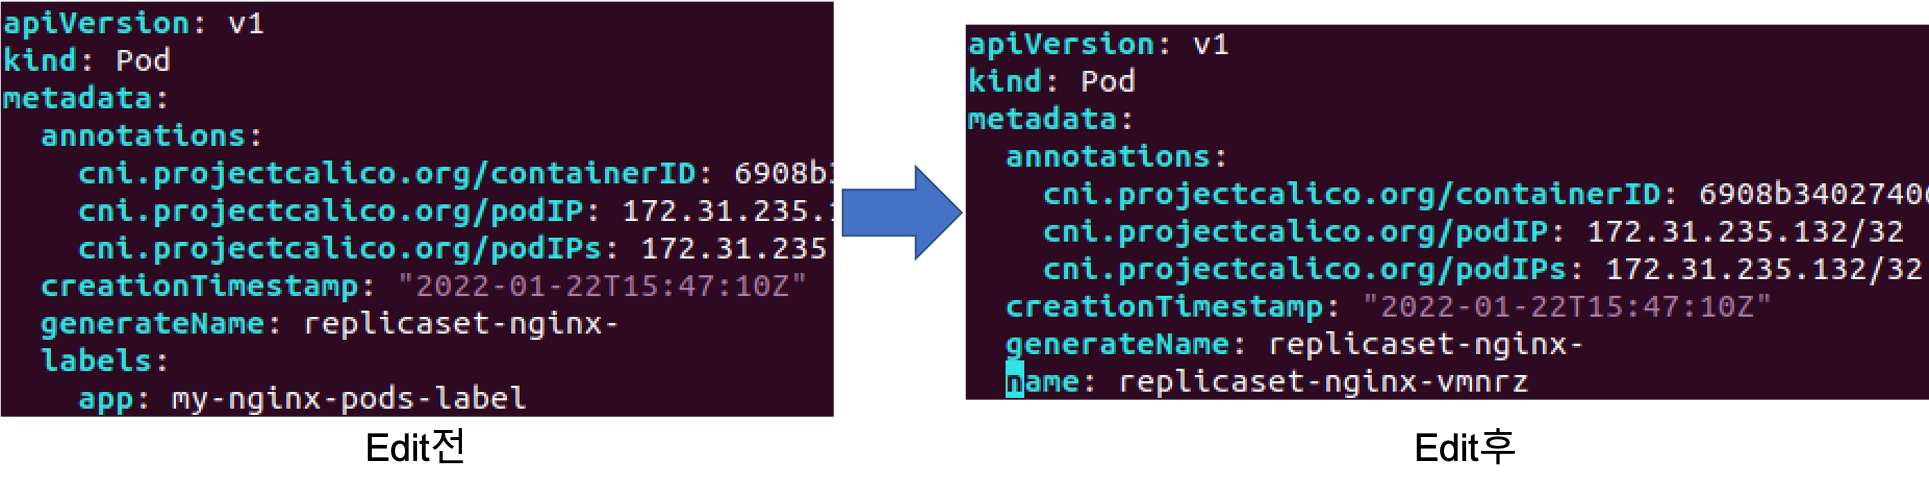 apiVersion: v1
kind: Pod
metadata:
  annotations:
    cni.projectcalico.org/containerID: 6908b3
    cni.projectcalico.org/podIP: 172.31.235.1
    cni.projectcalico.org/podIPs: 172.31.235
  creationTimestamp: "2022-01-22T15:47:10Z"
  generateName: replicaset-nginx-
  labels:
    app: my-nginx-pods-label
Edit전
apiVersion: v1
kind: Pod
metadata:
  annotations:
    cni.projectcalico.org/containerID: 6908b3402740
    cni.projectcalico.org/podIP: 172.31.235.132/32
    cni.projectcalico.org/podIPs: 172.31.235.132/32
  creationTimestamp: "2022-01-22T15:47:10Z"
  generateName: replicaset-nginx-
  name: replicaset-nginx-vmnrz
Edit후